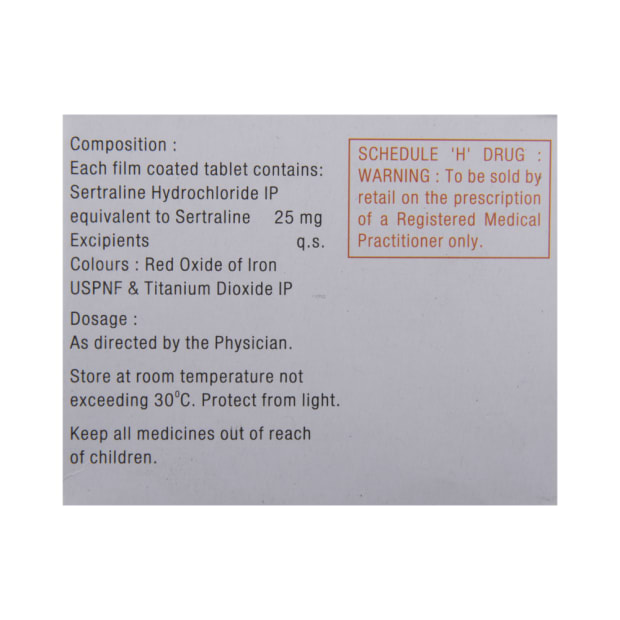 Composition :
Each film coated tablet contains:
Sertraline Hydrochloride IP
equivalent to Sertraline 25 mg
Excipients q.s.
Colours : Red Oxide of Iron
USPNF & Titanium Dioxide IP
Dosage :
As directed by the Physician.
Store at room temperature not
exceeding 30°C. Protect from light.
Keep all medicines out of reach
of children.
SCHEDULE 'H' DRUG :
WARNING : To be sold by
retail on the prescription
of a Registered Medical
Practitioner only.